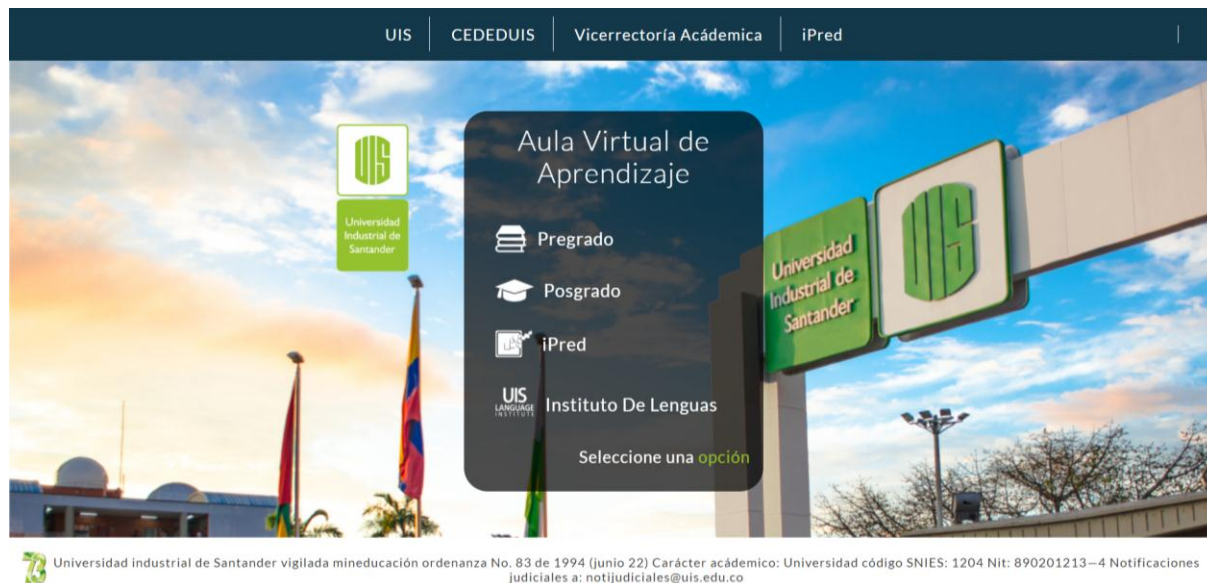 UIS
CEDEDUIS
Vicerrectoría Académica
iPred
UIS
Universidad
Industrial de
Santander
Aula Virtual de
Aprendizaje
Pregrado
Posgrado
iPred
UIS
LANGUAGE
INSTITUTE
Instituto De Lenguas
Seleccione una opción
Universidad
Industrial de
Santander
UIS
73
Universidad industrial de Santander vigilada mineducación ordenanza No. 83 de 1994 (junio 22) Carácter académico: Universidad código SNIES: 1204 Nit: 890201213—4 Notificaciones
judiciales a: notijudiciales@uis.edu.co